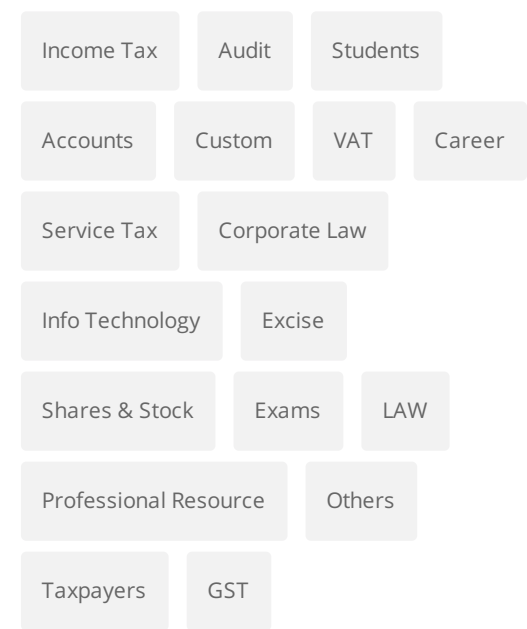 Income Tax Audit Students
Accounts Custom VAT Career
Service Tax Corporate Law
Info Technology Excise
Shares & Stock Exams LAW
Professional Resource Others
Taxpayers GST